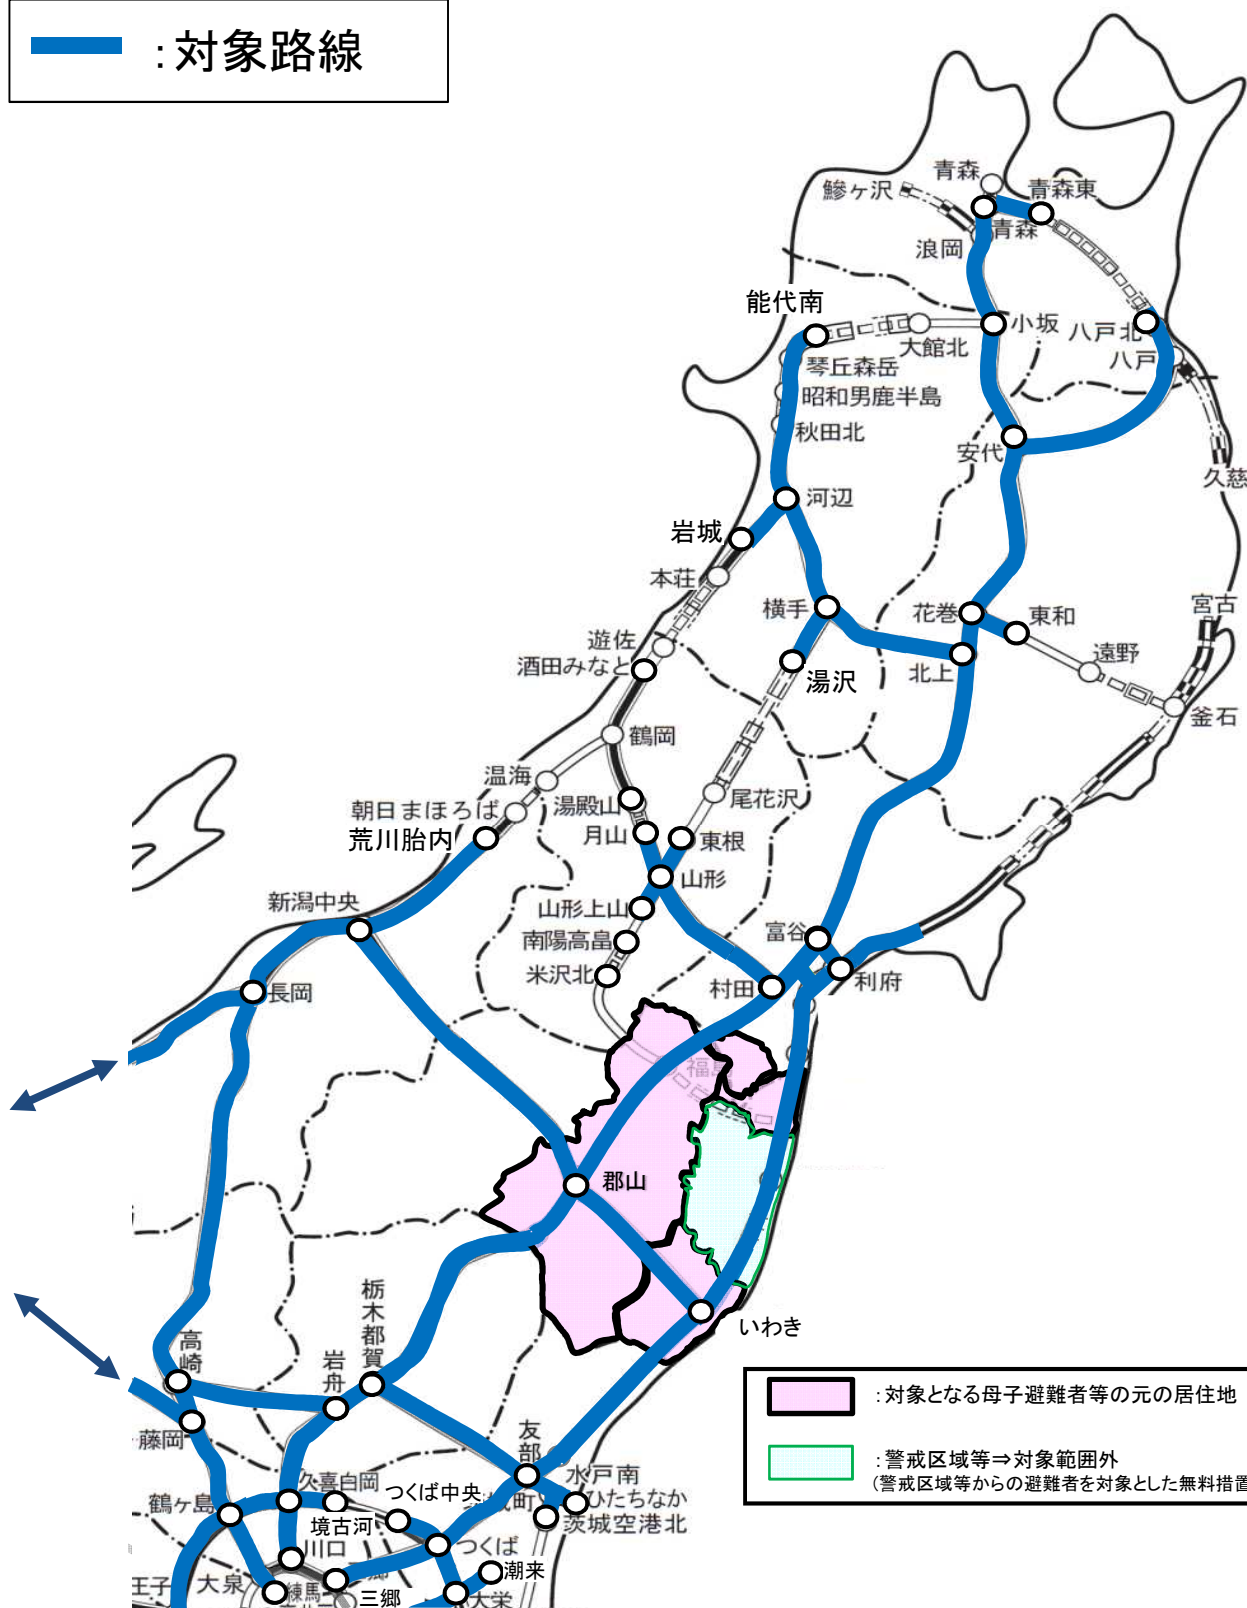 ：対象路線
青森
青森東
鰺ヶ沢
青森
浪岡
能代南
小坂
八戸北
大館北
八戸
琴丘森岳
昭和男鹿半島
秋田北
安代
久慈
河辺
岩城
本荘
横手
花巻
東和
宮古
遊佐
遠野
酒田みなと
北上
湯沢
釜石
鶴岡
温海
尾花沢
朝日まほろば
湯殿山
荒川胎内
月山
東根
山形
新潟中央
山形上山
富谷
南陽高畠
米沢北
利府
長岡
村田
福島
郡山
いわき
栃木都賀
高崎
岩舟
：対象となる母子避難者等の元の居住地
藤岡
友部
：警戒区域等⇒対象範囲外
（警戒区域等からの避難者を対象とした無料措置
水戸南
久喜白岡
つくば中央
ひたちなか
鶴ヶ島
境古河
茨城空港北
川口
つくば
潮来
王子
大泉
練馬
三郷
大栄